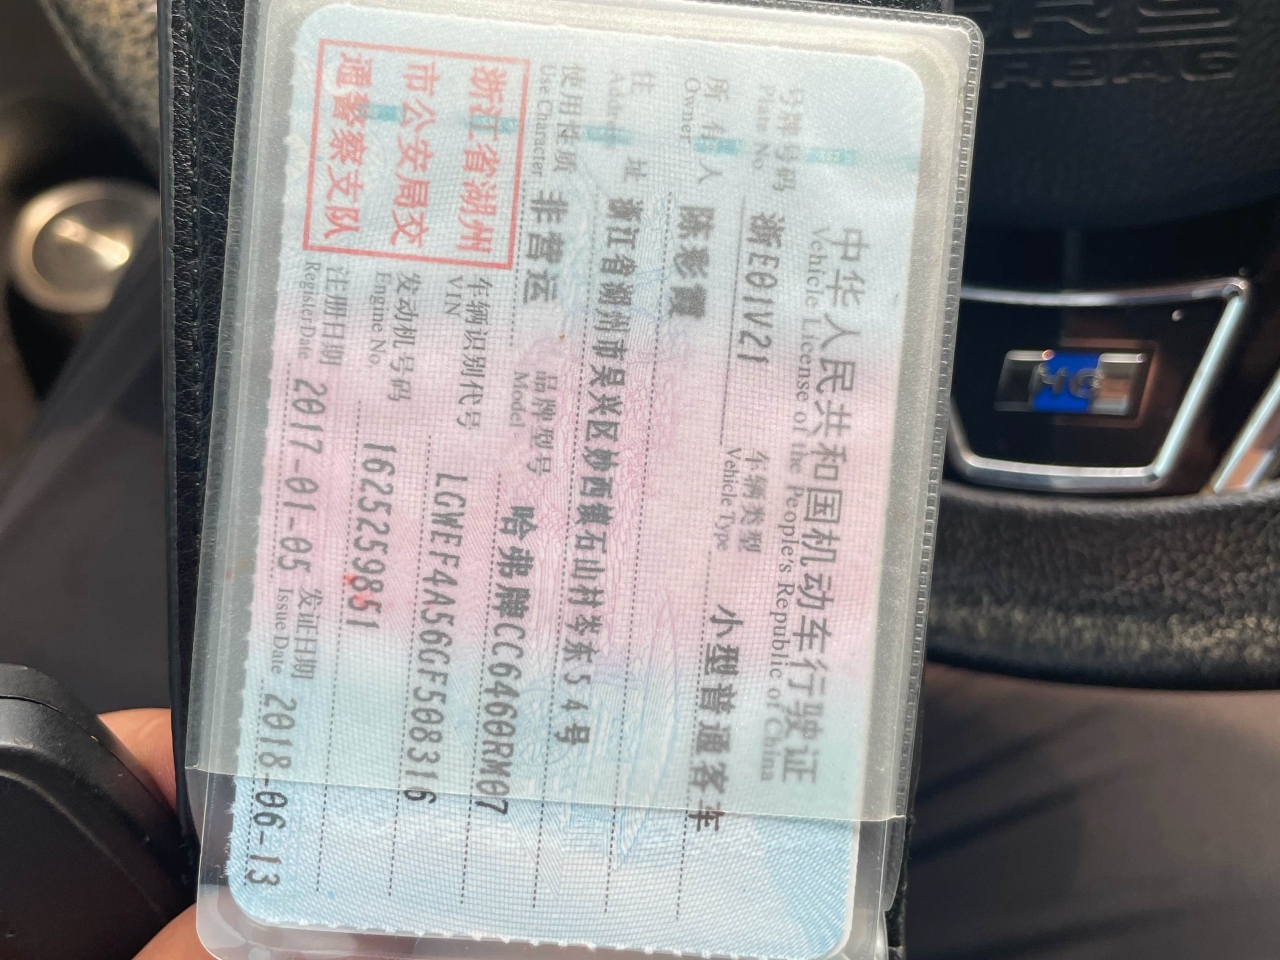 中华人民共和国机动车行驶证
Vehicle License of the People's Republic of China
号牌号码 浙E01V21 车辆类型 小型普通客车
Plate No. Vehicle Type
所有人 陈彩霞
Owner
住址 浙江省湖州市吴兴区妙西镇石山村岑东54号
Address
使用性质 非营运 品牌型号 哈弗牌CC6460RM07
Use Character Model
浙江省湖州
市公安局交
通警察支队
车辆识别代号 LGWEF4A56GF508316
VIN
发动机号码 1625259851
Engine No.
注册日期 2017-01-05 发证日期 2018-06-13
Register Date Issue Date
SRS
AIRBAG